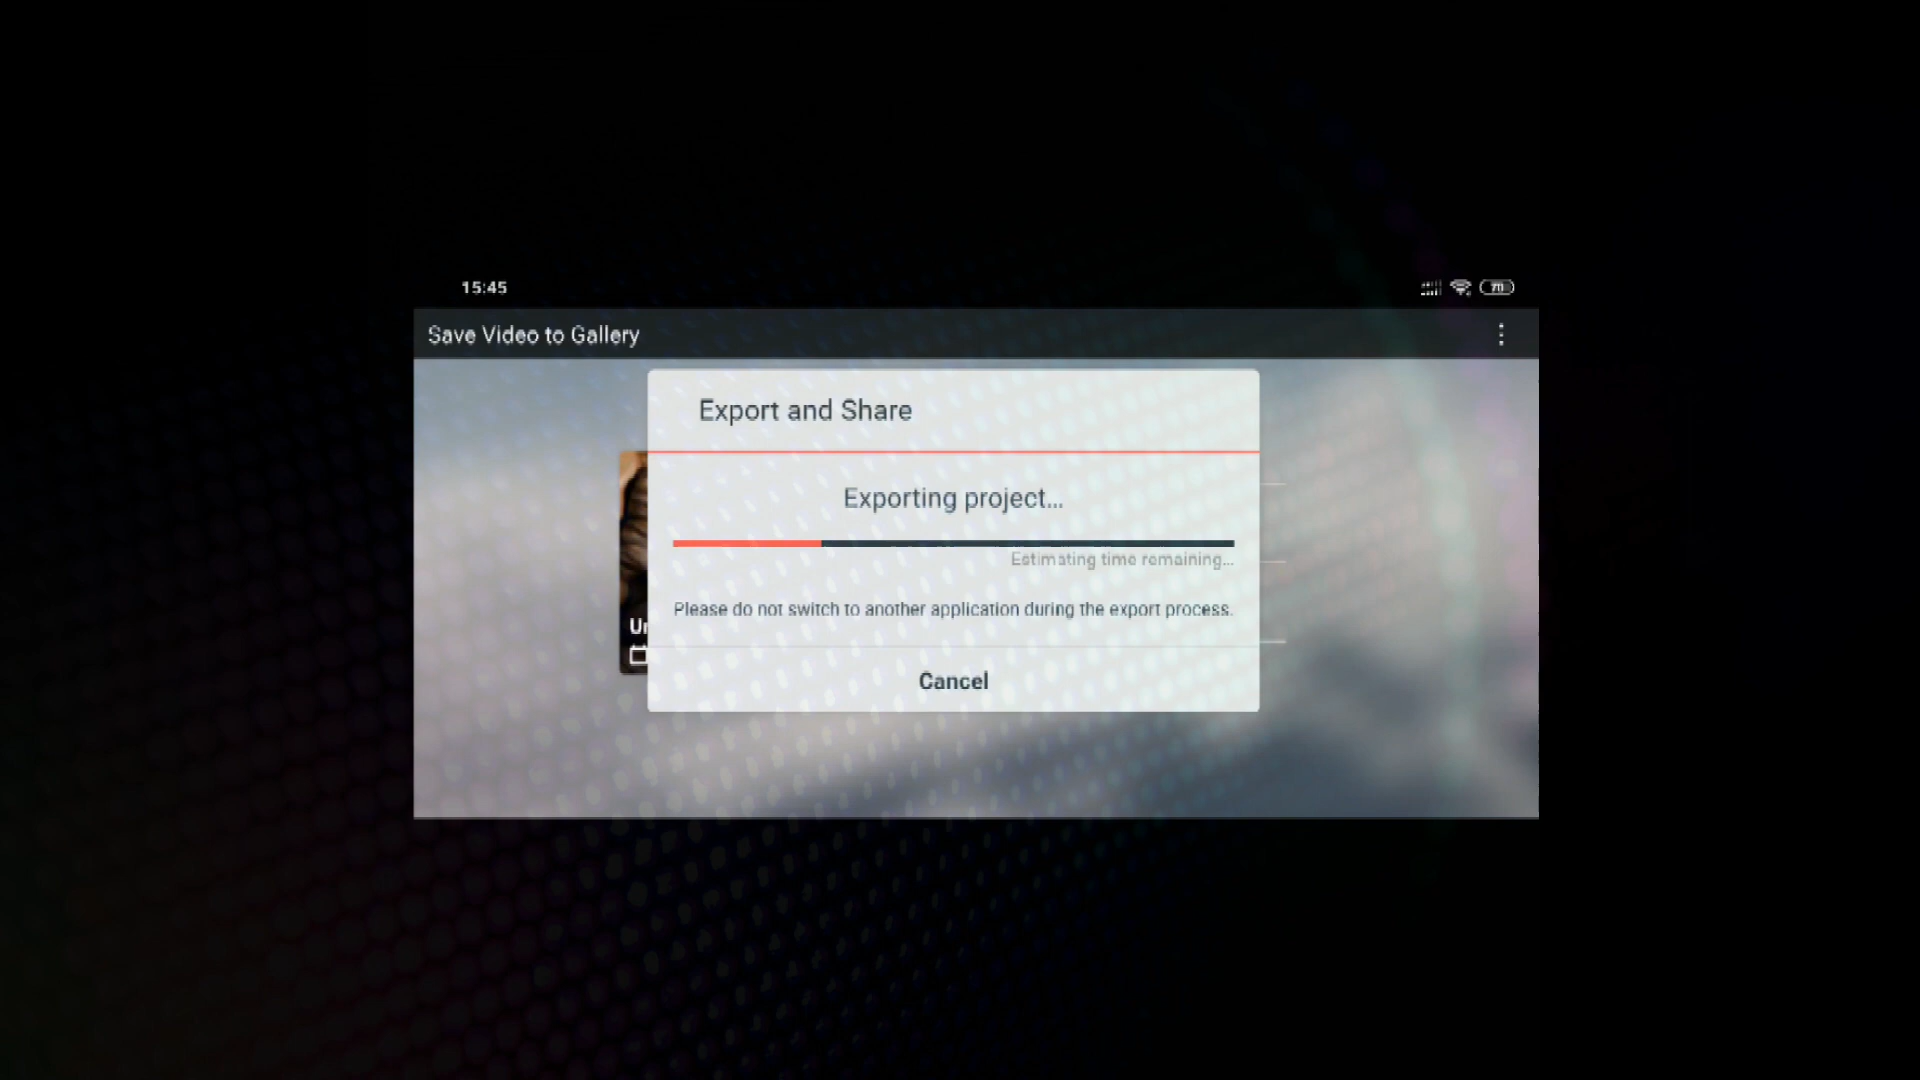 15:45
Save Video to Gallery
Export and Share
Exporting project...
Estimating time remaining...
Please do not switch to another application during the export process.
Cancel